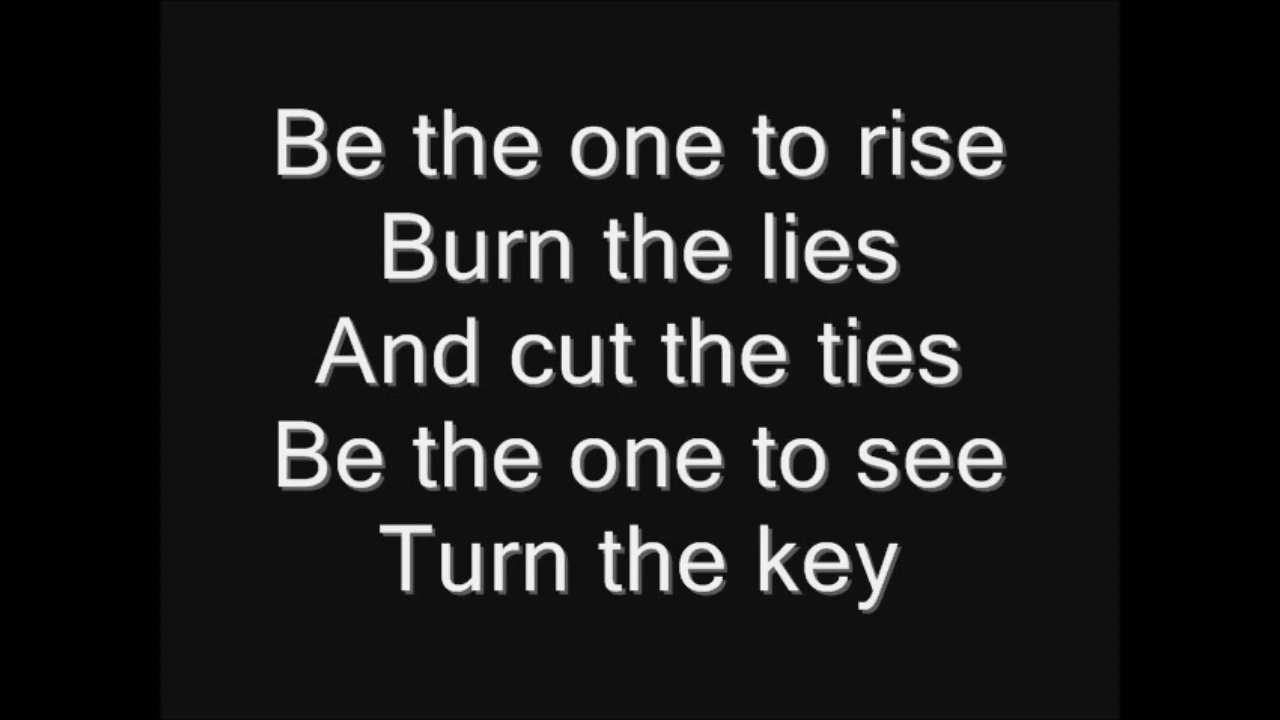 Be the one to rise
Burn the lies
And cut the ties
Be the one to see
Turn the key